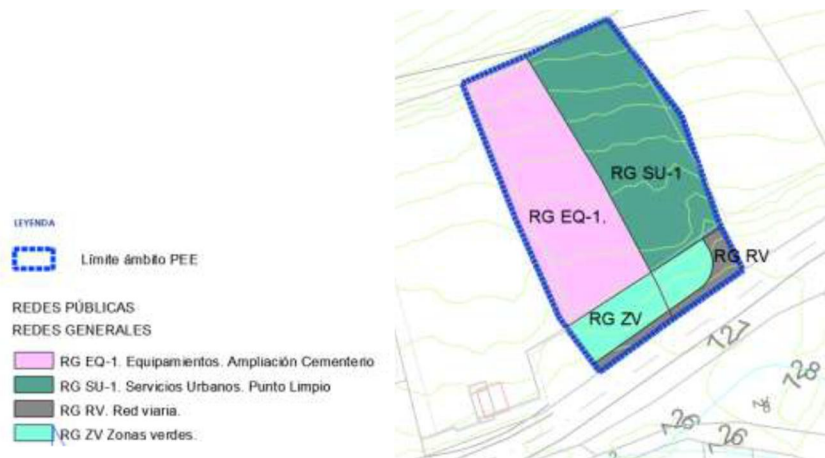 LEYENDA
Límite ámbito PEE
REDES PÚBLICAS
REDES GENERALES
RG EQ-1. Equipamientos. Ampliación Cementerio
RG SU-1. Servicios Urbanos. Punto Limpio
RG RV. Red viaria.
RG ZV Zonas verdes.
RG SU-1
RG EQ-1.
RG RV
RG ZV
127
128
126
126